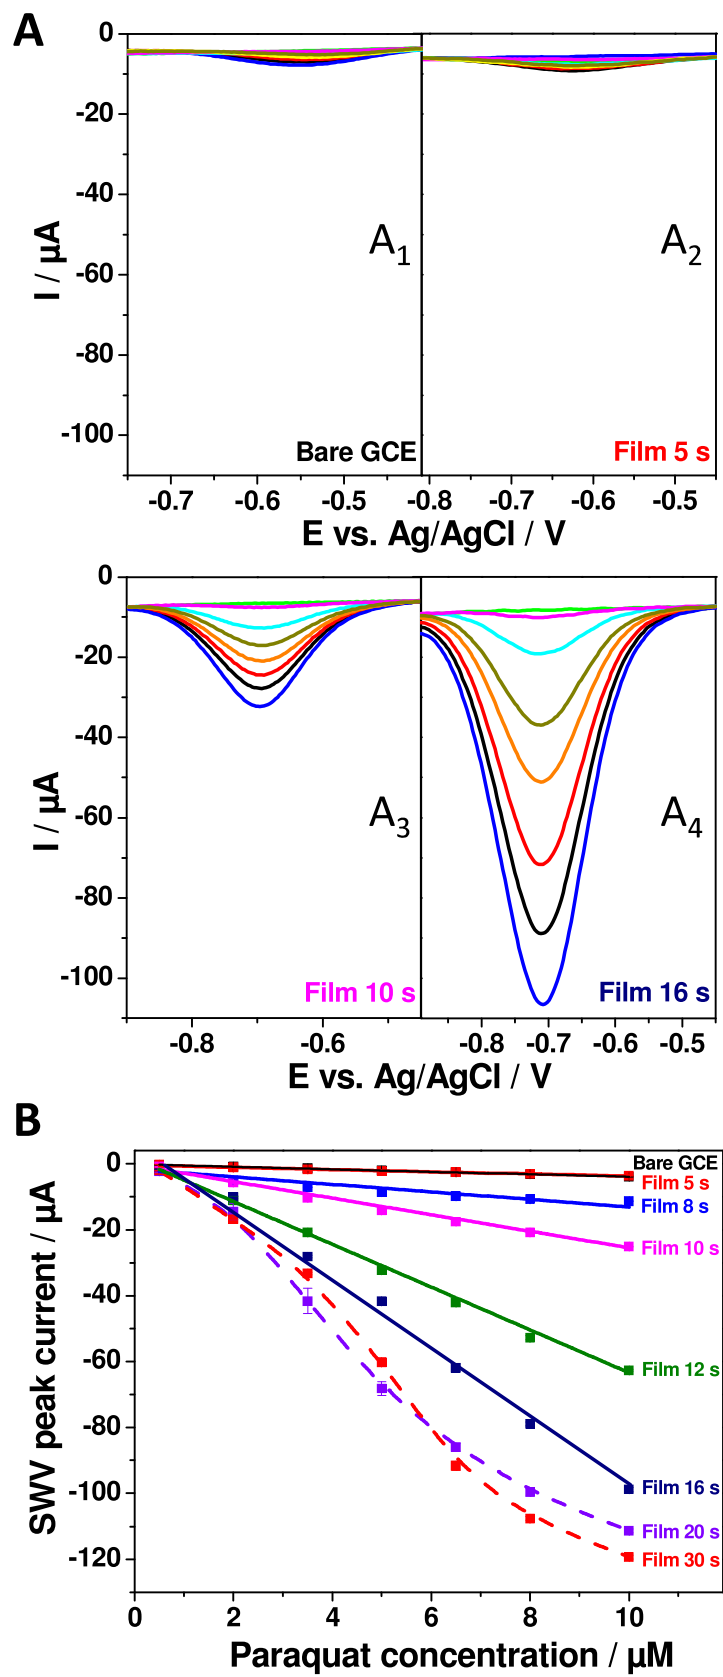 A
0
-20
-40
-60
-80
-100
I / µA
A1
A2
Bare GCE
Film 5 s
-0.7 -0.6 -0.5 -0.8 -0.7 -0.6 -0.5
E vs. Ag/AgCl / V
0
-20
-40
-60
-80
-100
I / µA
A3
A4
Film 10 s
Film 16 s
-0.8 -0.6 -0.8 -0.7 -0.6 -0.5
E vs. Ag/AgCl / V
B
0
-20
-40
-60
-80
-100
-120
SWV peak current / µA
Bare GCE
Film 5 s
Film 8 s
Film 10 s
Film 12 s
Film 16 s
Film 20 s
Film 30 s
0 2 4 6 8 10
Paraquat concentration / µM